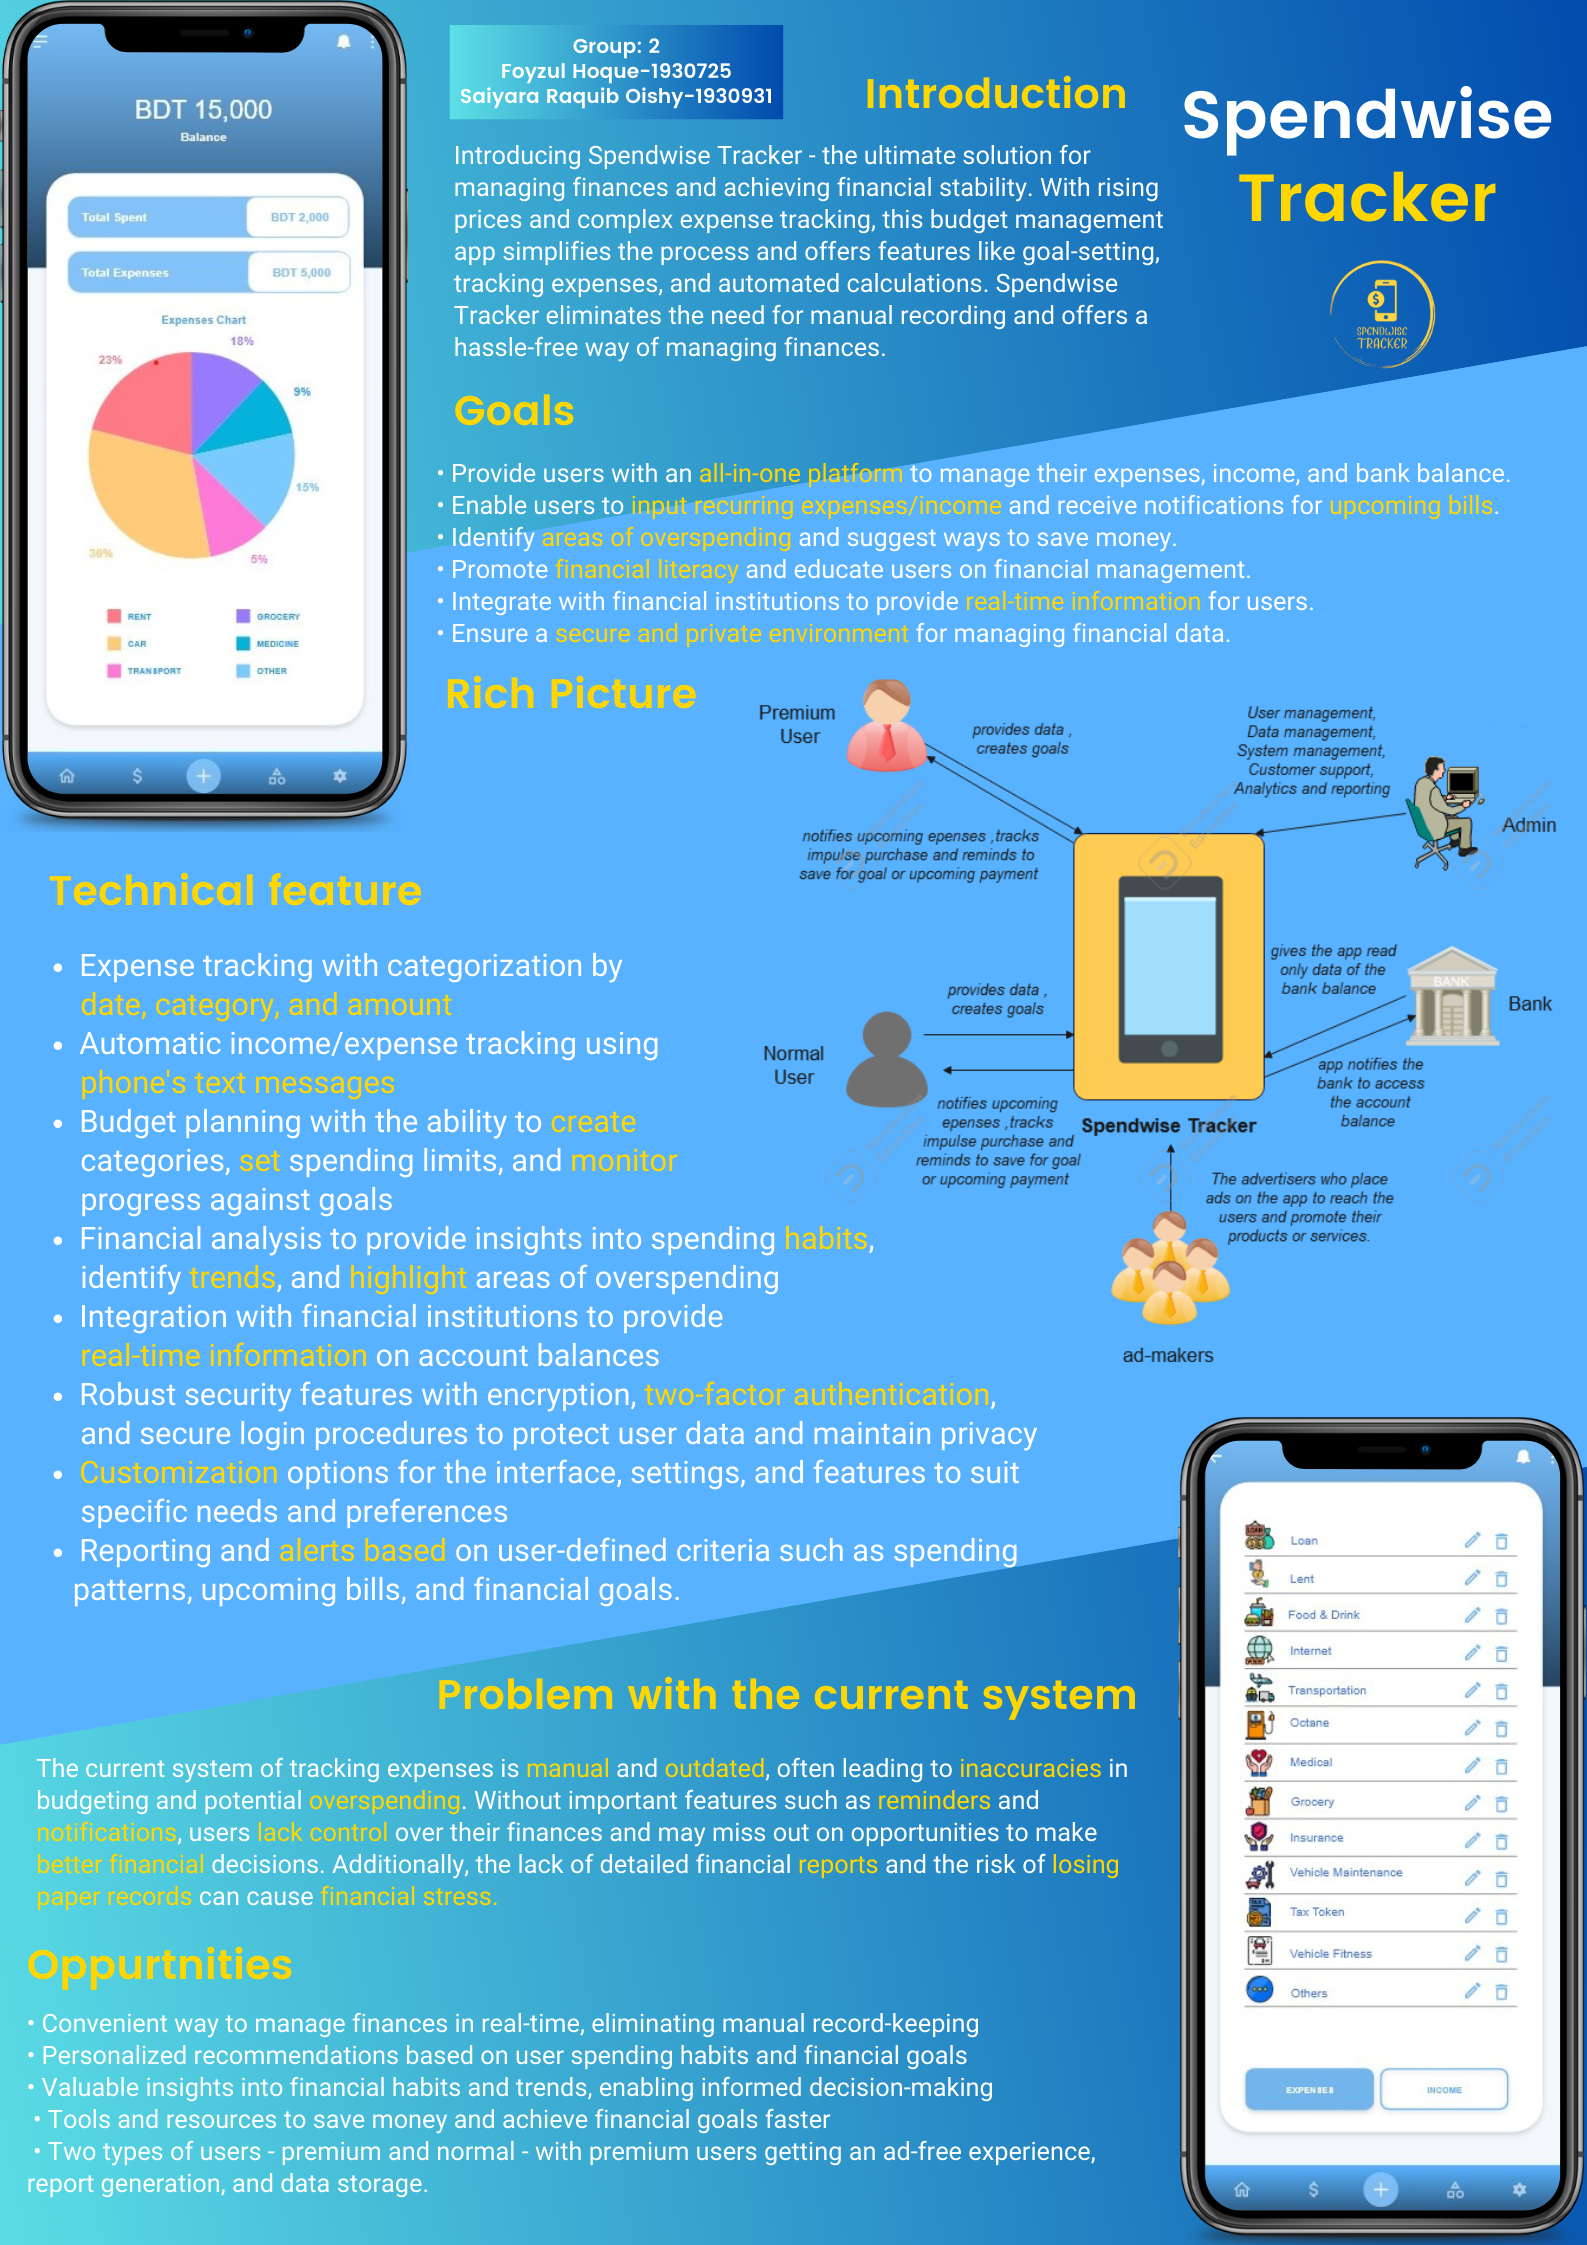 BDT 15,000
Balance
Total Spent
BDT 2,000
Total Expenses
BDT 5,000
Expenses Chart
18%
23%
9%
15%
30%
5%
RENT
GROCERY
CAR
MEDICINE
TRANSPORT
OTHER
Group: 2
Foyzul Hoque-1930725
Saiyara Raquib Oishy-1930931
Spendwise
Tracker
SPENDWISE
TRACKER
Introduction
Introducing Spendwise Tracker - the ultimate solution for
managing finances and achieving financial stability. With rising
prices and complex expense tracking, this budget management
app simplifies the process and offers features like goal-setting,
tracking expenses, and automated calculations. Spendwise
Tracker eliminates the need for manual recording and offers a
hassle-free way of managing finances.
Goals
• Provide users with an all-in-one platform to manage their expenses, income, and bank balance.
• Enable users to input recurring expenses/income and receive notifications for upcoming bills.
• Identify areas of overspending and suggest ways to save money.
• Promote financial literacy and educate users on financial management.
• Integrate with financial institutions to provide real-time information for users.
• Ensure a secure and private environment for managing financial data.
Rich Picture
Premium
User
provides data ,
creates goals
User management,
Data management,
System management,
Customer support,
Analytics and reporting
Admin
notifies upcoming epenses ,tracks
impulse purchase and reminds to
save for goal or upcoming payment
gives the app read
only data of the
bank balance
BANK
Bank
provides data ,
creates goals
Normal
User
app notifies the
bank to access
the account
balance
notifies upcoming
epenses ,tracks
impulse purchase and
reminds to save for goal
or upcoming payment
Spendwise Tracker
The advertisers who place
ads on the app to reach the
users and promote their
products or services.
ad-makers
Technical feature
• Expense tracking with categorization by
date, category, and amount
• Automatic income/expense tracking using
phone's text messages
• Budget planning with the ability to create
categories, set spending limits, and monitor
progress against goals
• Financial analysis to provide insights into spending habits,
identify trends, and highlight areas of overspending
• Integration with financial institutions to provide
real-time information on account balances
• Robust security features with encryption, two-factor authentication,
and secure login procedures to protect user data and maintain privacy
• Customization options for the interface, settings, and features to suit
specific needs and preferences
• Reporting and alerts based on user-defined criteria such as spending
patterns, upcoming bills, and financial goals.
Problem with the current system
The current system of tracking expenses is manual and outdated, often leading to inaccuracies in
budgeting and potential overspending. Without important features such as reminders and
notifications, users lack control over their finances and may miss out on opportunities to make
better financial decisions. Additionally, the lack of detailed financial reports and the risk of losing
paper records can cause financial stress.
Oppurtnities
• Convenient way to manage finances in real-time, eliminating manual record-keeping
• Personalized recommendations based on user spending habits and financial goals
• Valuable insights into financial habits and trends, enabling informed decision-making
• Tools and resources to save money and achieve financial goals faster
• Two types of users - premium and normal - with premium users getting an ad-free experience,
report generation, and data storage.
Loan
Lent
Food & Drink
Internet
Transportation
Octane
Medical
Grocery
Insurance
Vehicle Maintenance
Tax Token
Vehicle Fitness
Others
EXPENSES
INCOME